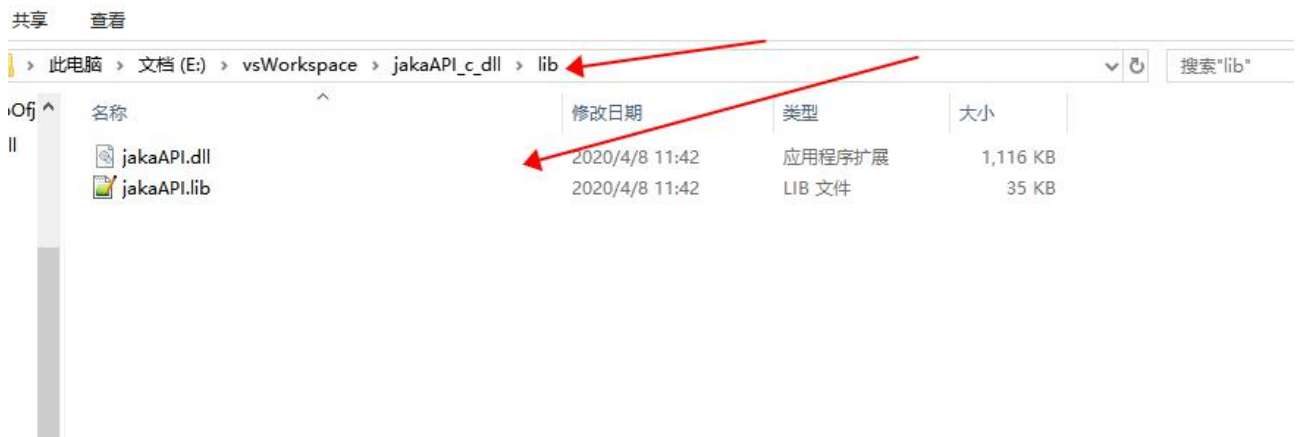 共享 查看
此电脑 › 文档 (E:) › vsWorkspace › jakaAPI_c_dll › lib 搜索"lib"
名称 修改日期 类型 大小
jakaAPI.dll 2020/4/8 11:42 应用程序扩展 1,116 KB
jakaAPI.lib 2020/4/8 11:42 LIB 文件 35 KB